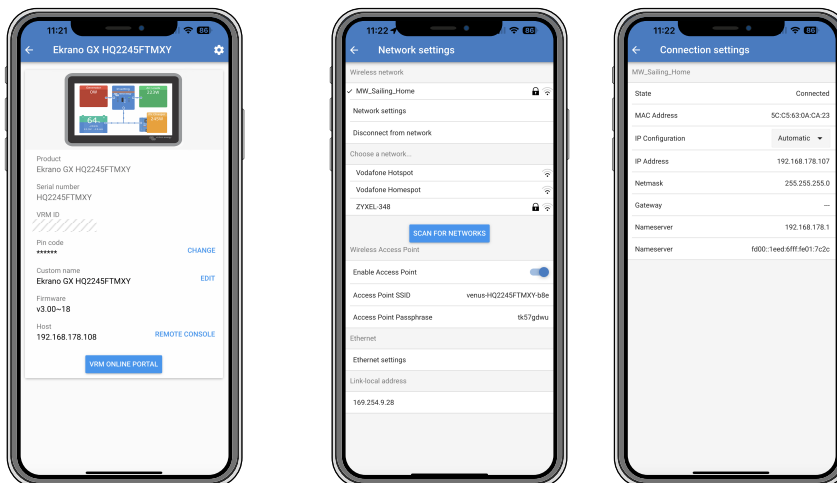 11:21
86
Ekrano GX HQ2245FTMXY
Product
Ekrano GX HQ2245FTMXY
Serial number
HQ2245FTMXY
VRM ID
Pin code
******
CHANGE
Custom name
Ekrano GX HQ2245FTMXY
EDIT
Firmware
v3.00~18
Host
192.168.178.108
REMOTE CONSOLE
VRM ONLINE PORTAL
11:22
86
Network settings
Wireless network
MW_Sailing_Home
Network settings
Disconnect from network
Choose a network...
Vodafone Hotspot
Vodafone Homespot
ZYXEL-348
SCAN FOR NETWORKS
Wireless Access Point
Enable Access Point
Access Point SSID venus-HQ2245FTMXY-b8e
Access Point Passphrase tk57gdwu
Ethernet
Ethernet settings
Link-local address
169.254.9.28
11:22
86
Connection settings
MW_Sailing_Home
State Connected
MAC Address 5C:C5:63:0A:CA:23
IP Configuration Automatic
IP Address 192.168.178.107
Netmask 255.255.255.0
Gateway ---
Nameserver 192.168.178.1
Nameserver fd00::1eed:6fff:fe01:7c2c